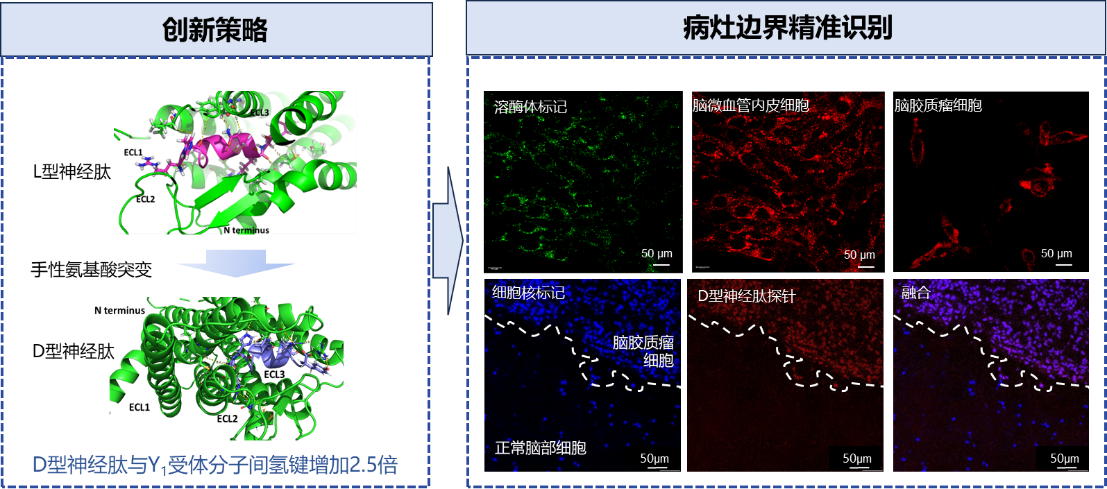 创新策略
ECL3
ECL1
L型神经肽
ECL2
N terminus
手性氨基酸突变
N terminus
D型神经肽
ECL3
ECL1
ECL2
D型神经肽与Y₁受体分子间氢键增加2.5倍
病灶边界精准识别
溶酶体标记
脑微血管内皮细胞
脑胶质瘤细胞
50 μm
50 μm
50 μm
细胞核标记
D型神经肽探针
融合
脑胶质瘤
细胞
正常脑部细胞
50μm
50μm
50μm